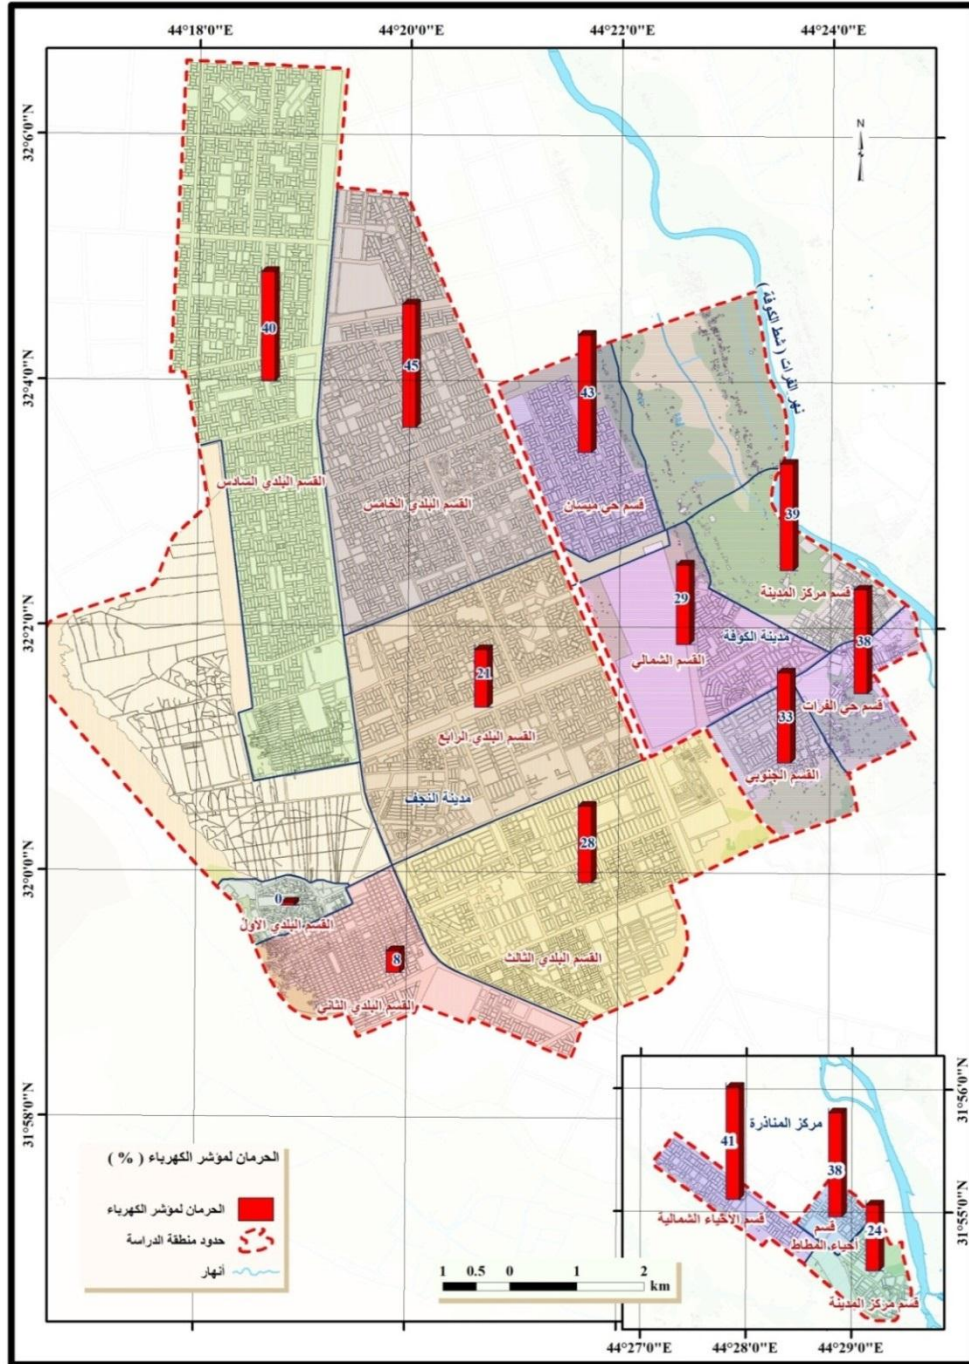 44°18'0"E
44°20'0"E
44°22'0"E
44°24'0"E
32°6'0"N
32°4'0"N
32°2'0"N
32°0'0"N
31°58'0"N
N
نهر الفرات ( شط الكوفة )
40
45
43
39
القسم البلدي السادس
القسم البلدي الخامس
قسم حي ميسان
29
قسم مركز المدينة
38
مدينة الكوفة
21
القسم الشمالي
33
قسم حي الفرات
القسم البلدي الرابع
القسم الجنوبي
مدينة النجف
28
0
القسم البلدي الأول
8
القسم البلدي الثالث
القسم البلدي الثاني
الحرمان لمؤشر الكهرباء ( % )
الحرمان لمؤشر الكهرباء
حدود منطقة الدراسة
أنهار
1 0.5 0 1 2
km
مركز المناذرة
41
38
قسم الأحياء الشمالية
قسم
احياء المطاط
24
قسم مركز المدينة
31°56'0"N
31°55'0"N
44°27'0"E
44°28'0"E
44°29'0"E